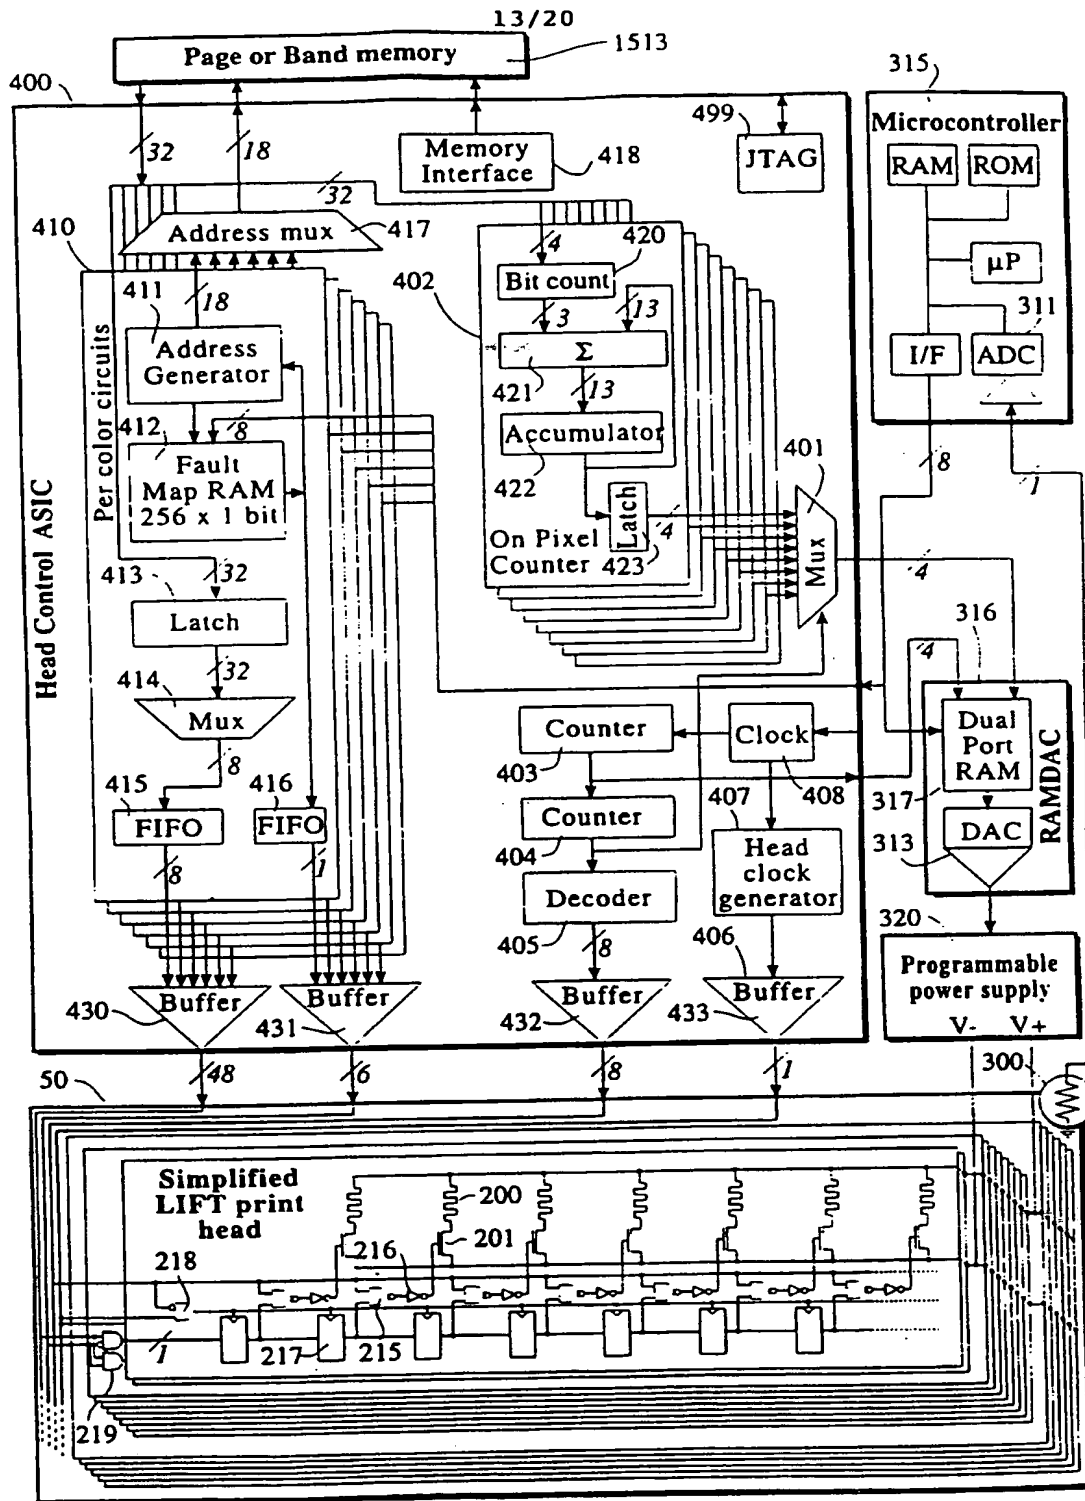 13/20
Page or Band memory
1513
400
315
32
18
Memory
Interface
418
499
JTAG
Microcontroller
RAM
ROM
µP
311
I/F
ADC
8
1
32
410
Address mux
417
411
18
Address
Generator
Per color circuits
412
8
Fault
Map RAM
256 x 1 bit
413
32
Latch
32
414
Mux
8
415
FIFO
416
FIFO
8
1
Head Control ASIC
402
4
420
Bit count
3
13
Σ
421
13
Accumulator
422
Latch
4
423
On Pixel
Counter
401
Mux
4
4
316
Counter
403
Clock
408
Counter
404
407
Head
clock
generator
Decoder
405
8
406
Dual
Port
RAM
317
DAC
313
RAMDAC
320
Programmable
power supply
V-
V+
Buffer
430
Buffer
431
Buffer
432
Buffer
433
48
6
8
1
50
300
Simplified
LIFT print
head
200
201
216
218
1
217
215
219